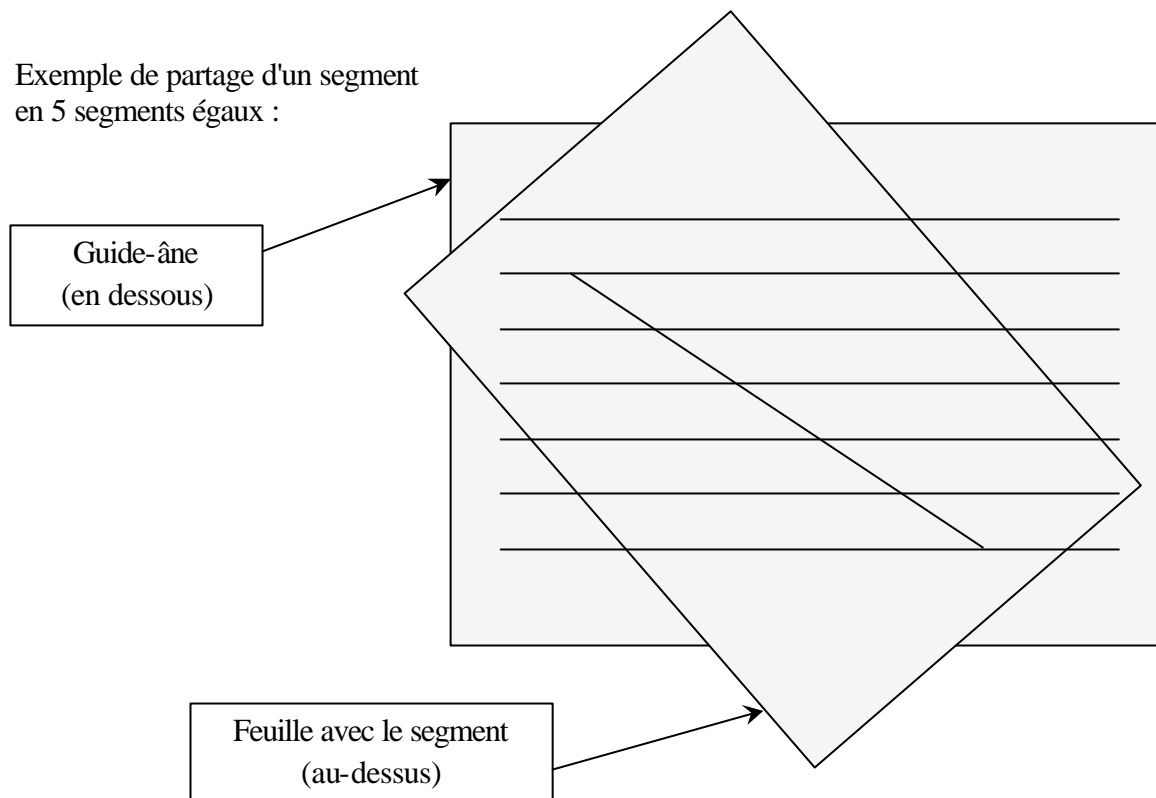 Exemple de partage d'un segment
en 5 segments égaux :
Guide-âne
(en dessous)
Feuille avec le segment
(au-dessus)